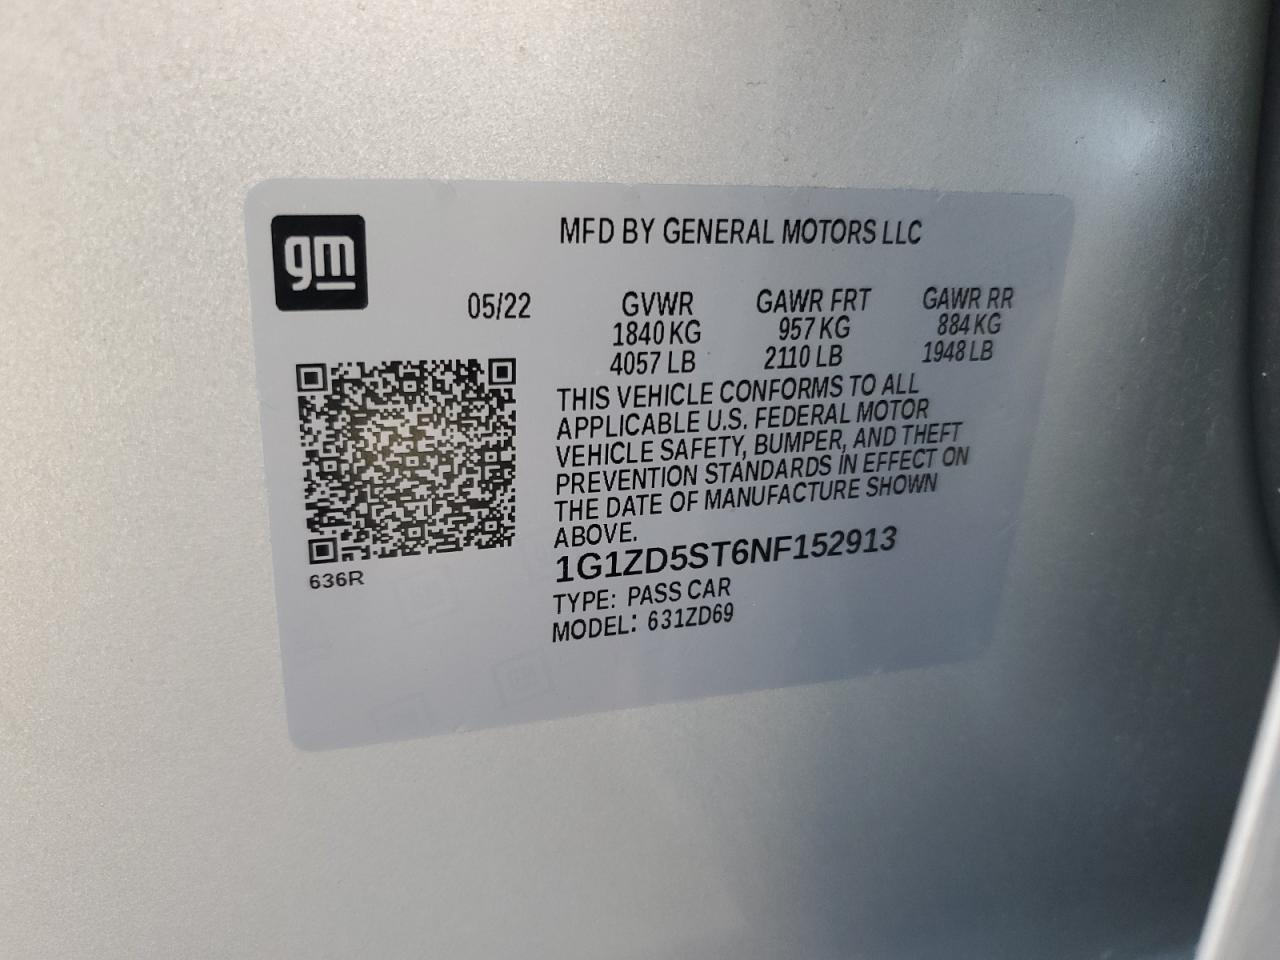 gm
MFD BY GENERAL MOTORS LLC
05/22 GVWR GAWR FRT GAWR RR
1840 KG 957 KG 884 KG
4057 LB 2110 LB 1948 LB
THIS VEHICLE CONFORMS TO ALL
APPLICABLE U.S. FEDERAL MOTOR
VEHICLE SAFETY, BUMPER, AND THEFT
PREVENTION STANDARDS IN EFFECT ON
THE DATE OF MANUFACTURE SHOWN
ABOVE.
1G1ZD5ST6NF152913
TYPE: PASS CAR
MODEL: 631ZD69
636R